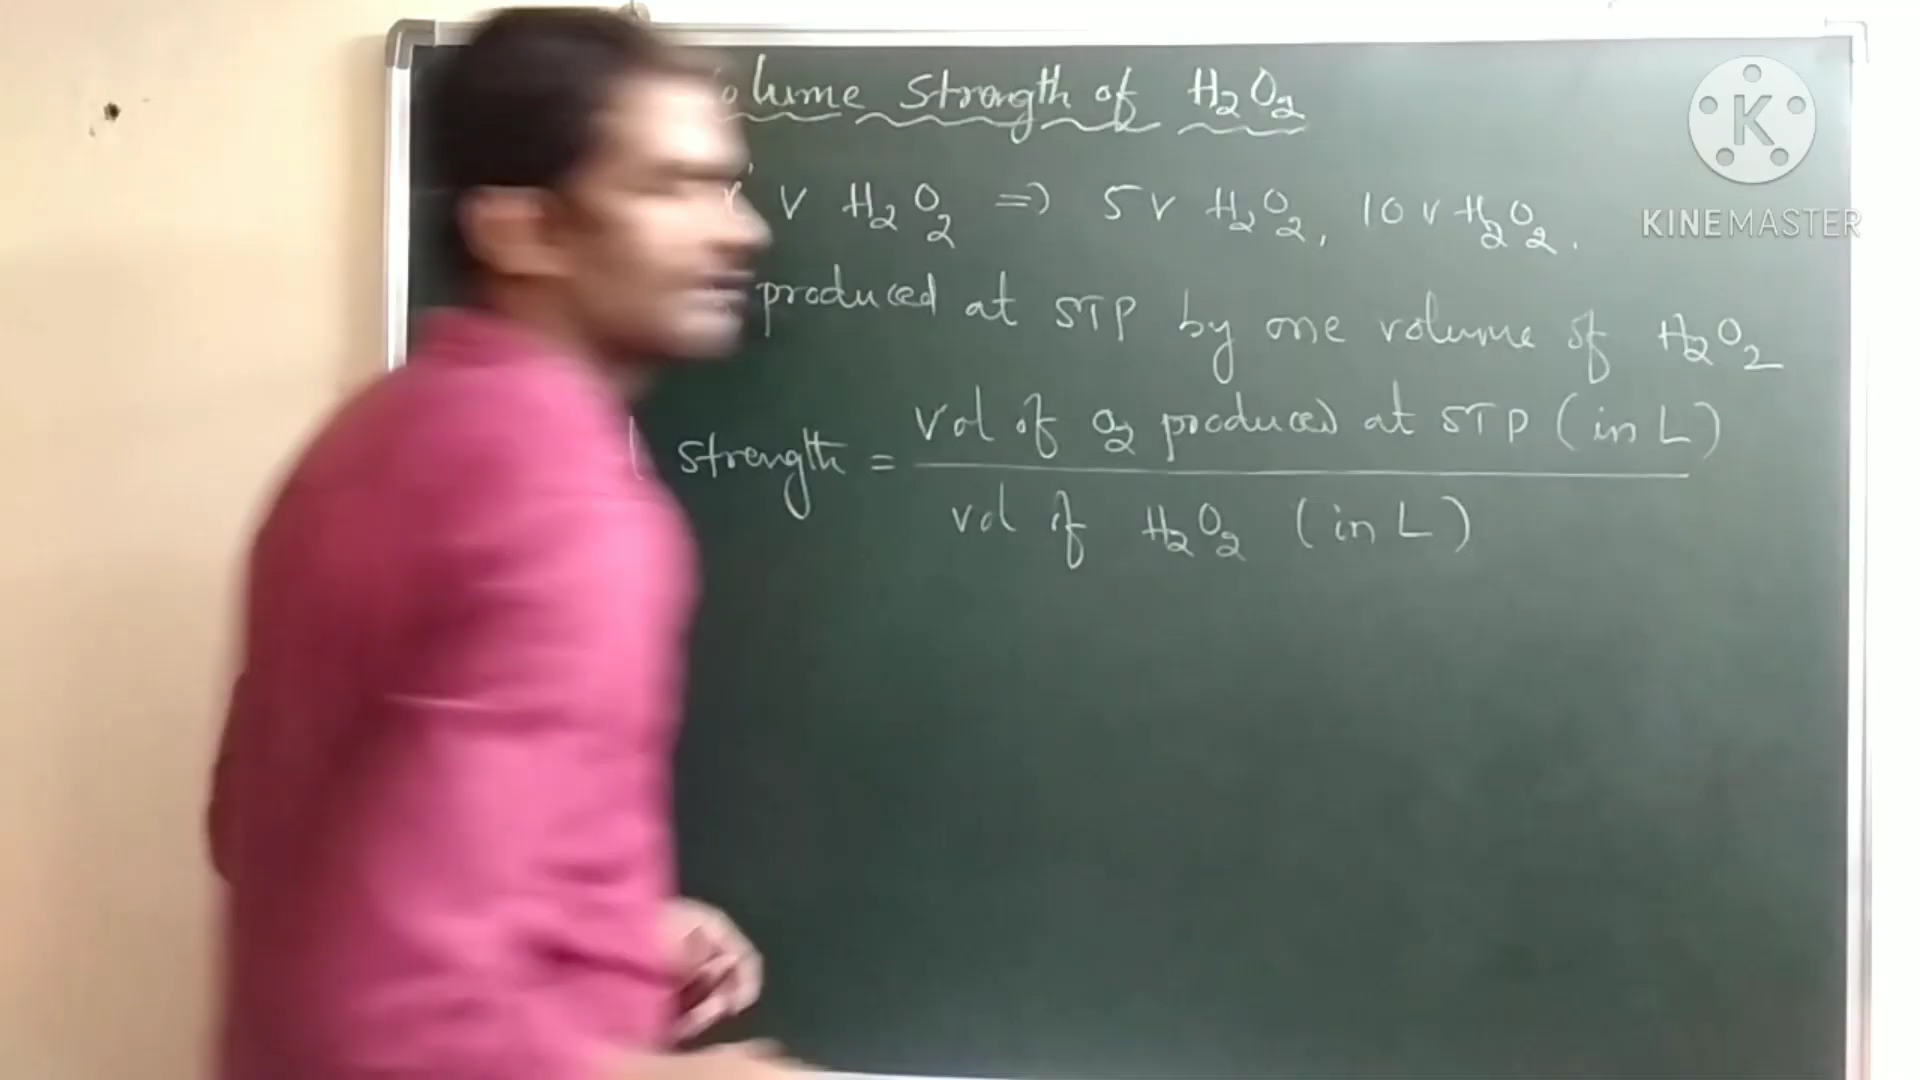 Volume Strength of H₂O₂
V H₂O₂ ⇒ 5V H₂O₂, 10V H₂O₂.
produced at STP by one volume of H₂O₂
strength = vol of O₂ produced at STP (in L)
vol of H₂O₂ (in L)
K
KINEMASTER